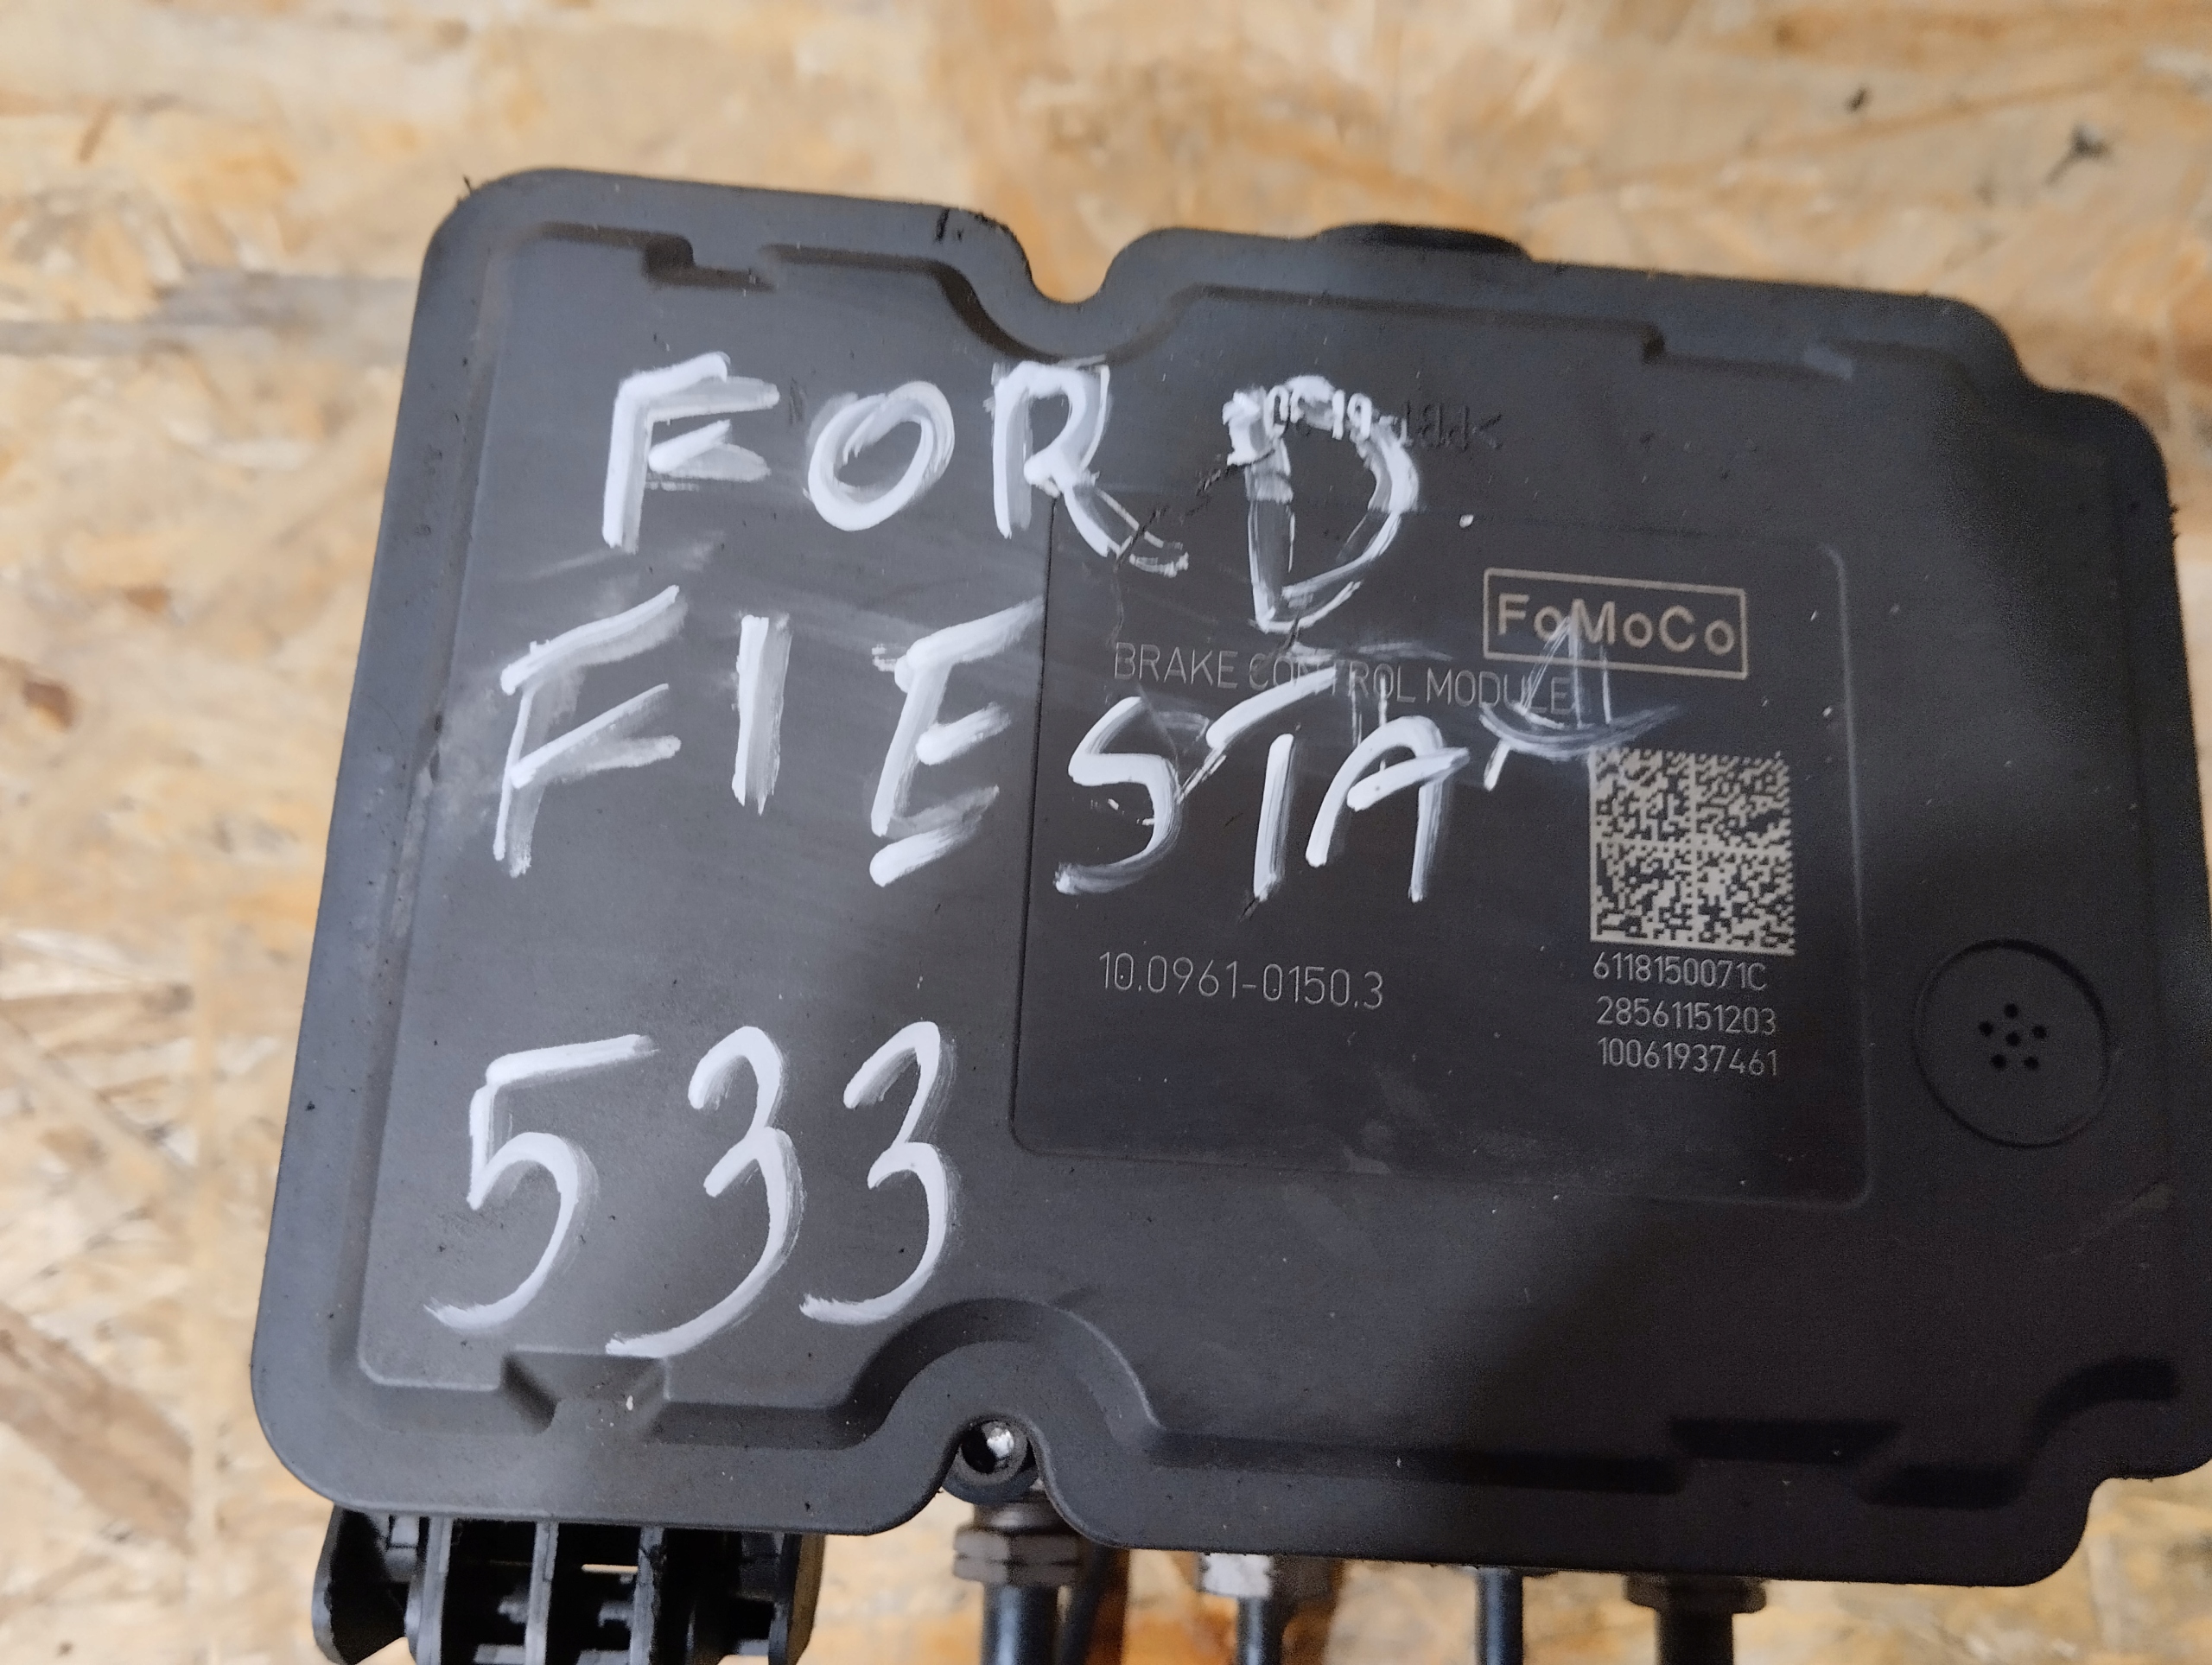 FORD
FoMoCo
BRAKE CONTROL MODULE
FIESTA
10.0961-0150.3
6118150071C
28561151203
10061937461
533